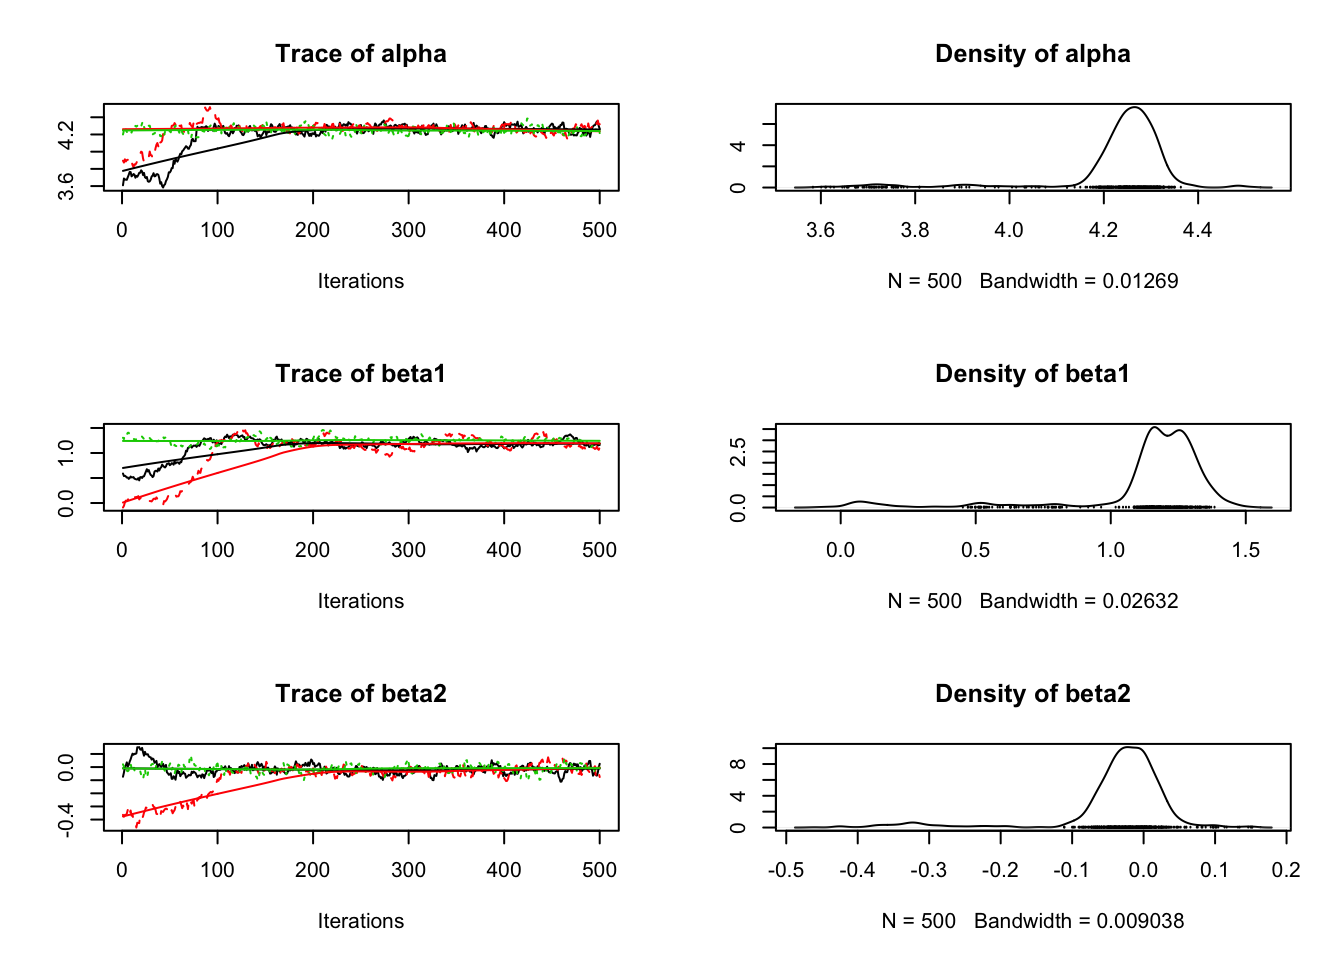 Trace of alpha
4.2
3.6
0 100 200 300 400 500
Iterations
Density of alpha
4
0
3.6 3.8 4.0 4.2 4.4
N = 500 Bandwidth = 0.01269
Trace of beta1
1.0
0.0
0 100 200 300 400 500
Iterations
Density of beta1
2.5
0.0
0.0 0.5 1.0 1.5
N = 500 Bandwidth = 0.02632
Trace of beta2
0.0
-0.4
0 100 200 300 400 500
Iterations
Density of beta2
8
4
0
-0.5 -0.4 -0.3 -0.2 -0.1 0.0 0.1 0.2
N = 500 Bandwidth = 0.009038